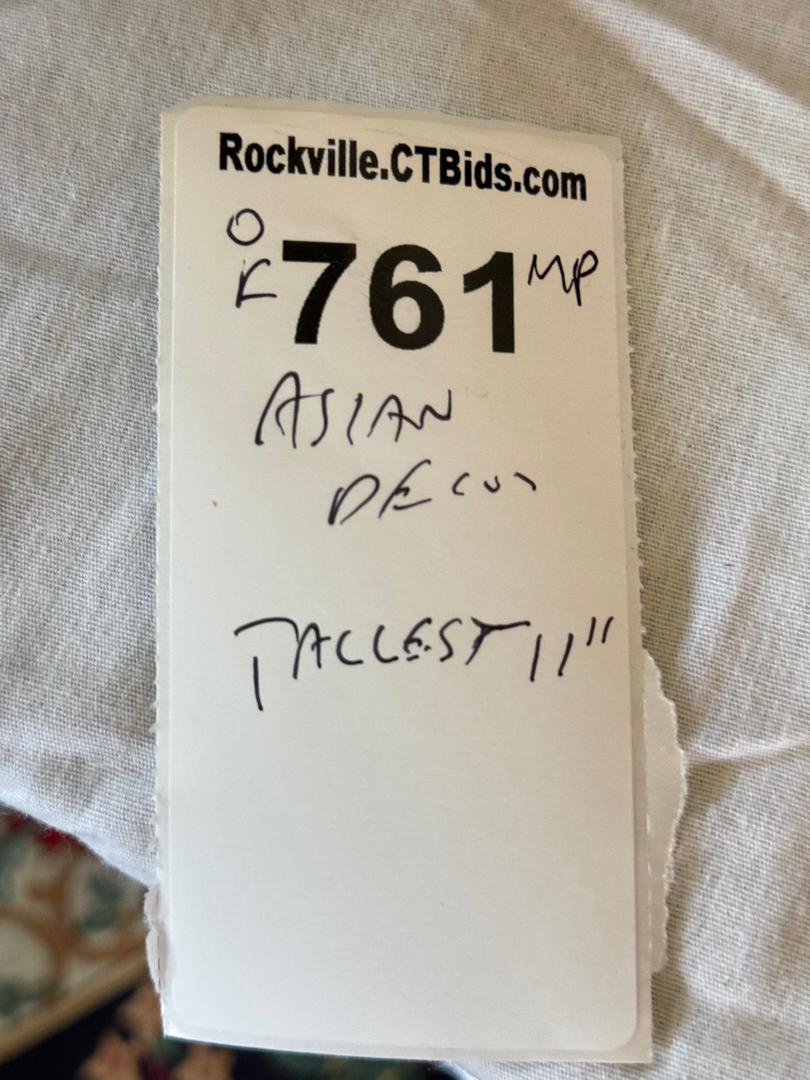 Rockville.CTBids.com
OK 761 MP
ASIAN
DECOR
TALLEST 11"